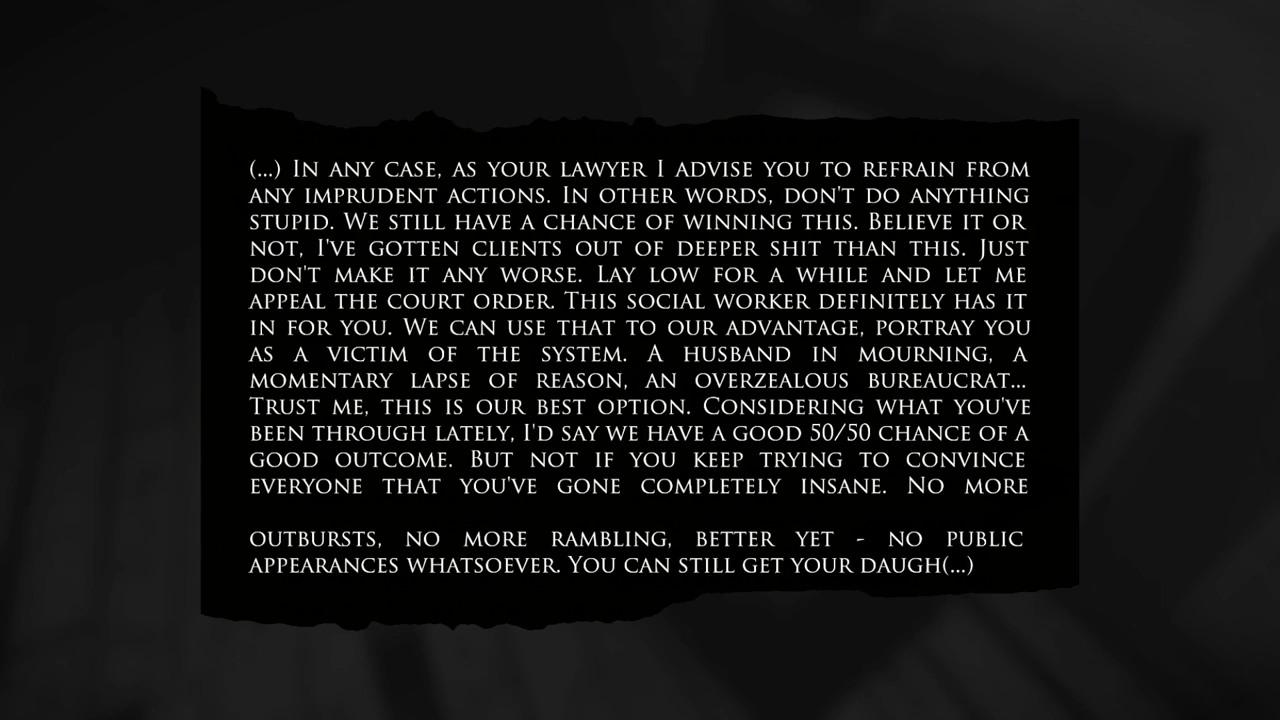 (...) In any case, as your lawyer I advise you to refrain from
any imprudent actions. In other words, don't do anything
stupid. We still have a chance of winning this. Believe it or
not, I've gotten clients out of deeper shit than this. Just
don't make it any worse. Lay low for a while and let me
appeal the court order. This social worker definitely has it
in for you. We can use that to our advantage, portray you
as a victim of the system. A husband in mourning, a
momentary lapse of reason, an overzealous bureaucrat...
Trust me, this is our best option. Considering what you've
been through lately, I'd say we have a good 50/50 chance of a
good outcome. But not if you keep trying to convince
everyone that you've gone completely insane. No more
outbursts, no more rambling, better yet - no public
appearances whatsoever. You can still get your daugh(...)